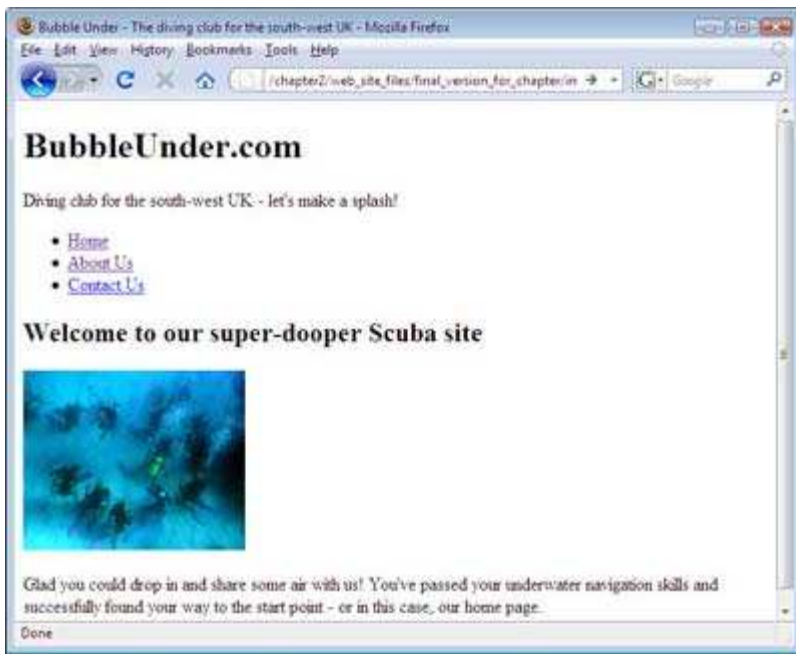 Bubble Under - The diving club for the south-west UK - Mozilla Firefox
File Edit View History Bookmarks Tools Help
/chapter2/web_site_files/final_version_for_chapter/in
Google
BubbleUnder.com
Diving club for the south-west UK - let's make a splash!
Home
About Us
Contact Us
Welcome to our super-dooper Scuba site
Glad you could drop in and share some air with us! You've passed your underwater navigation skills and
successfully found your way to the start point - or in this case, our home page.
Done